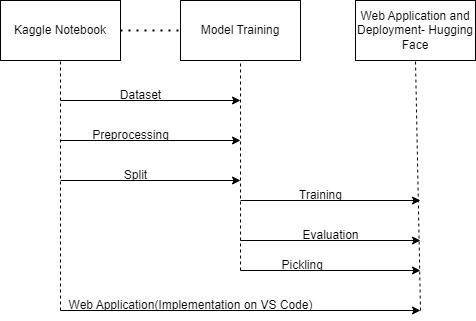 Kaggle Notebook
Model Training
Web Application and
Deployment- Hugging
Face
Dataset
Preprocessing
Split
Training
Evaluation
Pickling
Web Application(Implementation on VS Code)